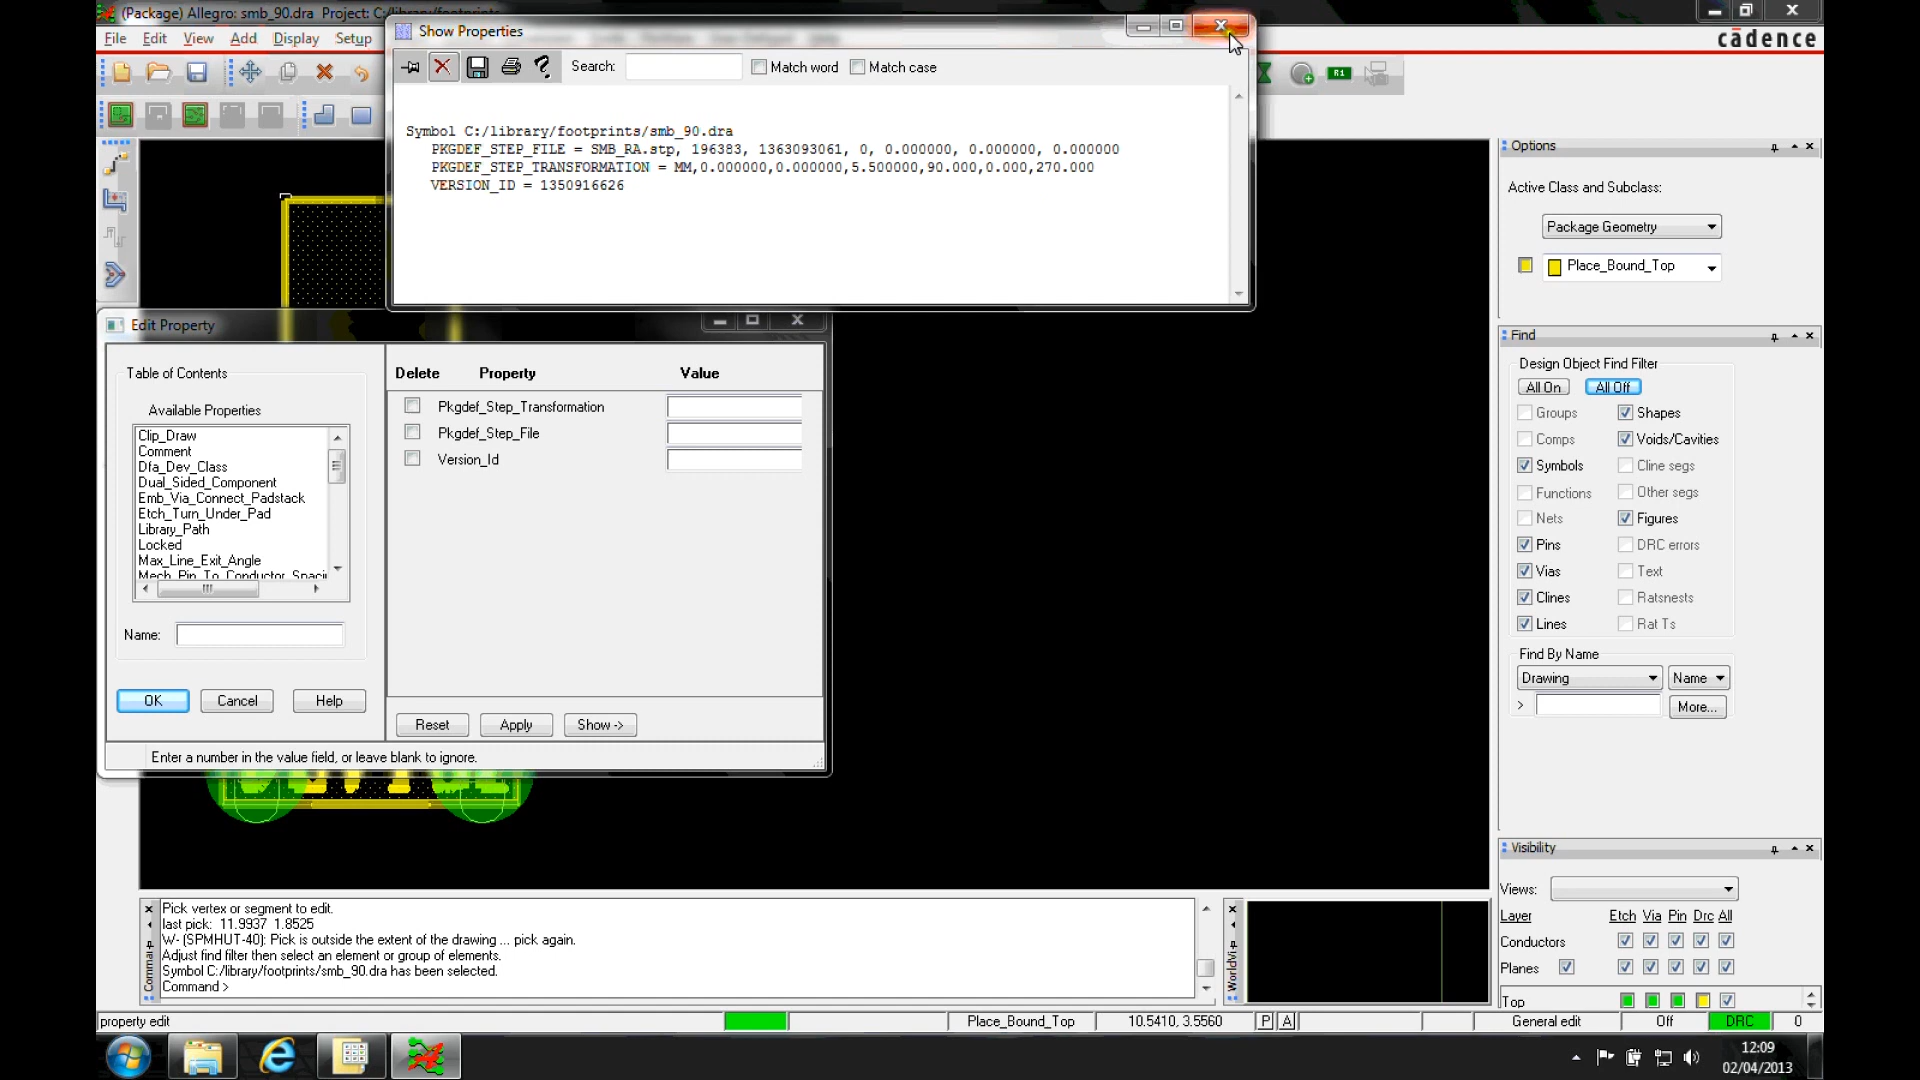 (Package) Allegro: smb_90.dra Project: C:/library/footprints
File Edit View Add Display Setup
cādence
Show Properties
Search: Match word Match case
Symbol C:/library/footprints/smb_90.dra
PKGDEF_STEP_FILE = SMB_RA.stp, 196383, 1363093061, 0, 0.000000, 0.000000, 0.000000
PKGDEF_STEP_TRANSFORMATION = MM,0.000000,0.000000,5.500000,90.000,0.000,270.000
VERSION_ID = 1350916626
R1
Options
Active Class and Subclass:
Package Geometry
Place_Bound_Top
Find
Design Object Find Filter
All On All Off
Groups Shapes
Comps Voids/Cavities
Symbols Cline segs
Functions Other segs
Nets Figures
Pins DRC errors
Vias Text
Clines Ratsnests
Lines Rat Ts
Find By Name
Drawing Name
> More...
Edit Property
Table of Contents
Available Properties
Clip_Draw
Comment
Dfa_Dev_Class
Dual_Sided_Component
Emb_Via_Connect_Padstack
Etch_Turn_Under_Pad
Library_Path
Locked
Max_Line_Exit_Angle
Mech_Pin_To_Conductor_Spaci
Name:
OK Cancel Help
Delete Property Value
Pkgdef_Step_Transformation
Pkgdef_Step_File
Version_Id
Reset Apply Show ->
Enter a number in the value field, or leave blank to ignore.
Visibility
Views:
Layer Etch Via Pin Drc All
Conductors
Planes
Top
Pick vertex or segment to edit.
last pick: 11.9937 1.8525
W- (SPMHUT-40): Pick is outside the extent of the drawing ... pick again.
Adjust find filter then select an element or group of elements.
Symbol C:/library/footprints/smb_90.dra has been selected.
Command >
property edit Place_Bound_Top 10.5410, 3.5560 P A General edit Off DRC 0
12:09
02/04/2013